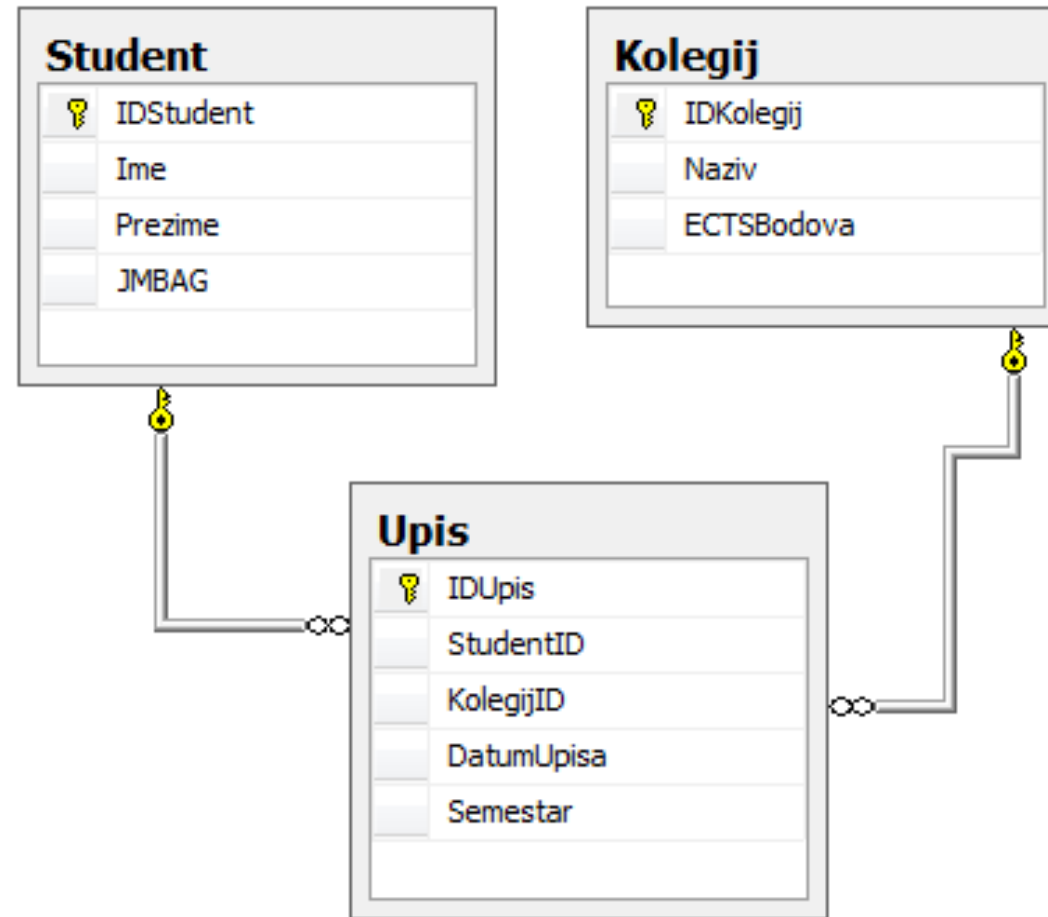 Student
IDStudent
Ime
Prezime
JMBAG
Kolegij
IDKolegij
Naziv
ECTSBodova
Upis
IDUpis
StudentID
KolegijID
DatumUpisa
Semestar